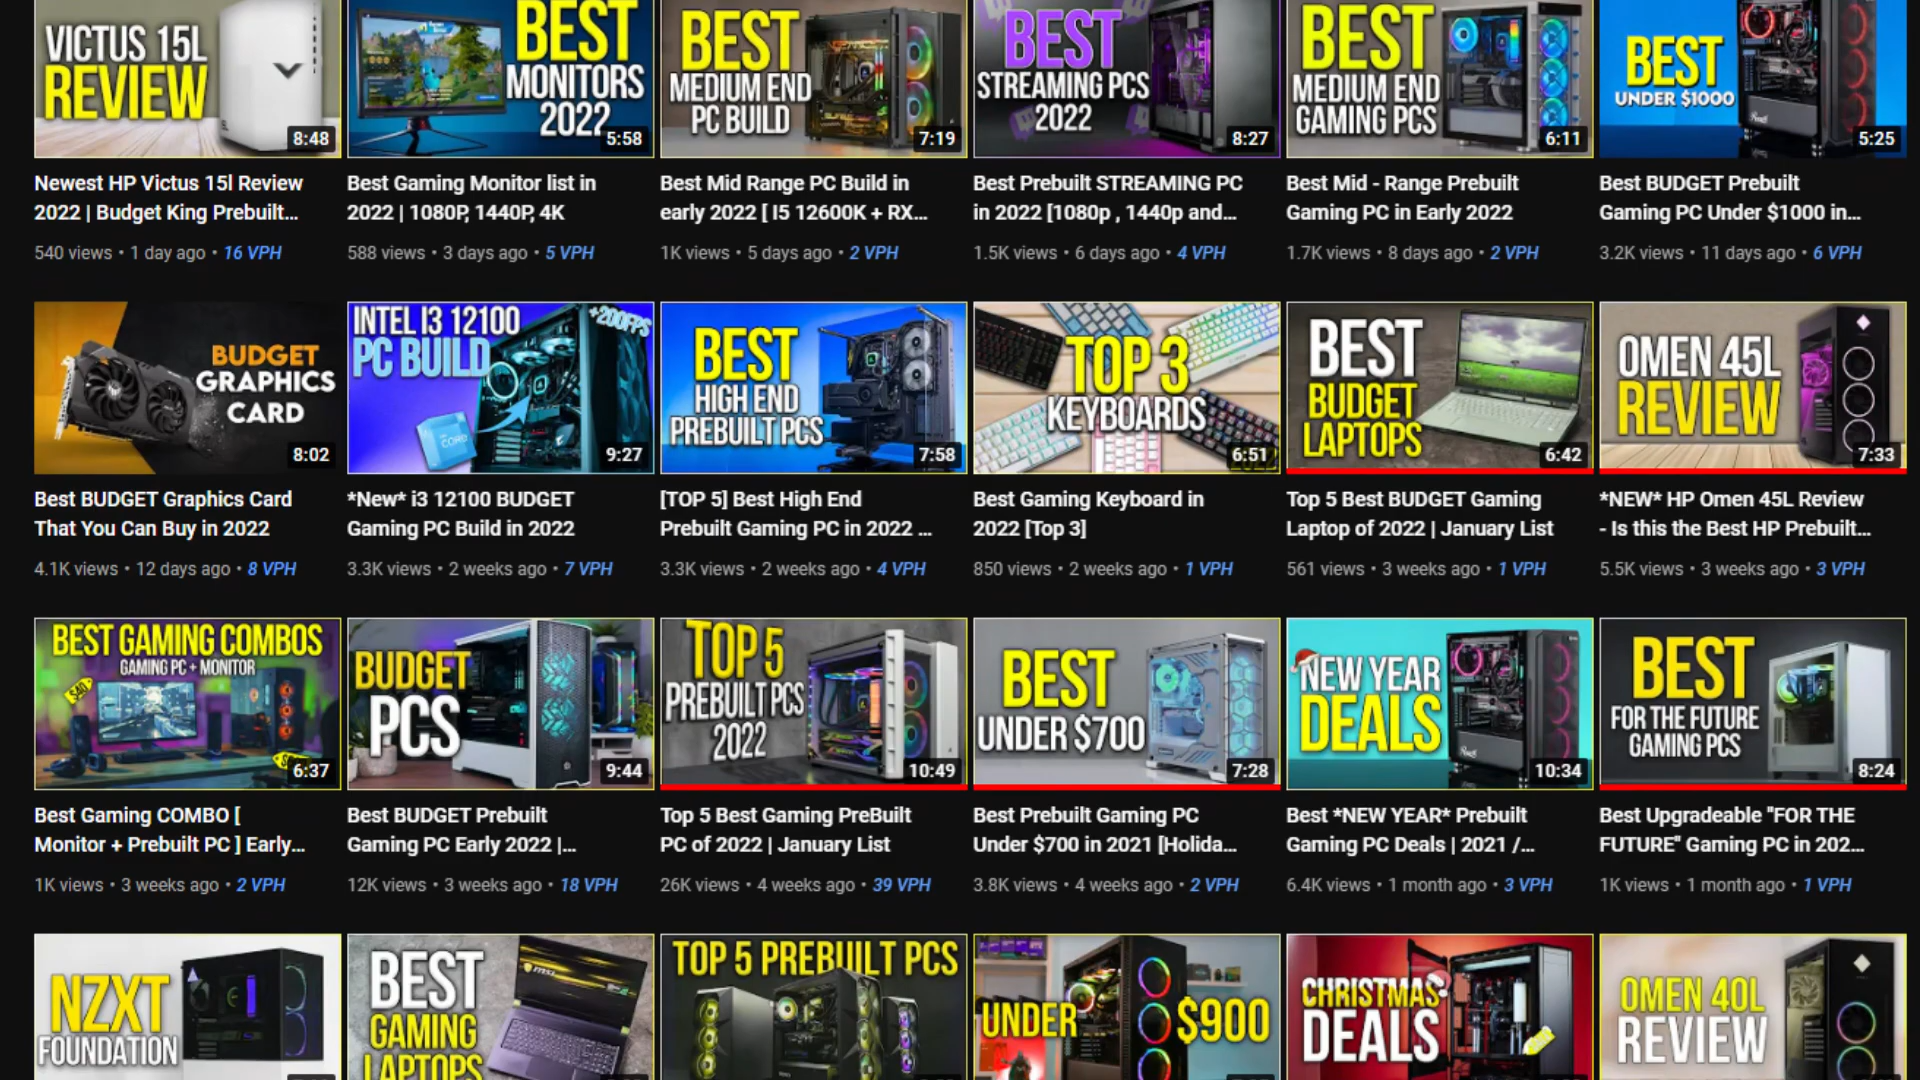 VICTUS 15L
REVIEW
8:48
BEST
MONITORS
2022
5:58
BEST
MEDIUM END
PC BUILD
7:19
BEST
STREAMING PCS
2022
8:27
BEST
MEDIUM END
GAMING PCS
6:11
BEST
UNDER $1000
5:25
Newest HP Victus 15l Review
2022 | Budget King Prebuilt...
540 views • 1 day ago • 16 VPH
Best Gaming Monitor list in
2022 | 1080P, 1440P, 4K
588 views • 3 days ago • 5 VPH
Best Mid Range PC Build in
early 2022 [ I5 12600K + RX...
1K views • 5 days ago • 2 VPH
Best Prebuilt STREAMING PC
in 2022 [1080p , 1440p and...
1.5K views • 6 days ago • 4 VPH
Best Mid - Range Prebuilt
Gaming PC in Early 2022
1.7K views • 8 days ago • 2 VPH
Best BUDGET Prebuilt
Gaming PC Under $1000 in...
3.2K views • 11 days ago • 6 VPH
BUDGET
GRAPHICS
CARD
8:02
INTEL I3 12100
PC BUILD
+200FPS
CORE
9:27
BEST
HIGH END
PREBUILT PCS
7:58
TOP 3
KEYBOARDS
6:51
BEST
BUDGET
LAPTOPS
6:42
OMEN 45L
REVIEW
7:33
Best BUDGET Graphics Card
That You Can Buy in 2022
4.1K views • 12 days ago • 8 VPH
*New* i3 12100 BUDGET
Gaming PC Build in 2022
3.3K views • 2 weeks ago • 7 VPH
[TOP 5] Best High End
Prebuilt Gaming PC in 2022 ...
3.3K views • 2 weeks ago • 4 VPH
Best Gaming Keyboard in
2022 [Top 3]
850 views • 2 weeks ago • 1 VPH
Top 5 Best BUDGET Gaming
Laptop of 2022 | January List
561 views • 3 weeks ago • 1 VPH
*NEW* HP Omen 45L Review
- Is this the Best HP Prebuilt...
5.5K views • 3 weeks ago • 3 VPH
BEST GAMING COMBOS
GAMING PC + MONITOR
$40
6:37
BUDGET
PCS
9:44
TOP 5
PREBUILT PCS
2022
10:49
BEST
UNDER $700
7:28
NEW YEAR
DEALS
10:34
BEST
FOR THE FUTURE
GAMING PCS
8:24
Best Gaming COMBO [
Monitor + Prebuilt PC ] Early...
1K views • 3 weeks ago • 2 VPH
Best BUDGET Prebuilt
Gaming PC Early 2022 |...
12K views • 3 weeks ago • 18 VPH
Top 5 Best Gaming PreBuilt
PC of 2022 | January List
26K views • 4 weeks ago • 39 VPH
Best Prebuilt Gaming PC
Under $700 in 2021 [Holida...
3.8K views • 4 weeks ago • 2 VPH
Best *NEW YEAR* Prebuilt
Gaming PC Deals | 2021 /...
6.4K views • 1 month ago • 3 VPH
Best Upgradeable "FOR THE
FUTURE" Gaming PC in 202...
1K views • 1 month ago • 1 VPH
NZXT
FOUNDATION
BEST
GAMING
LAPTOPS
TOP 5 PREBUILT PCS
UNDER $900
CHRISTMAS
DEALS
OMEN 40L
REVIEW